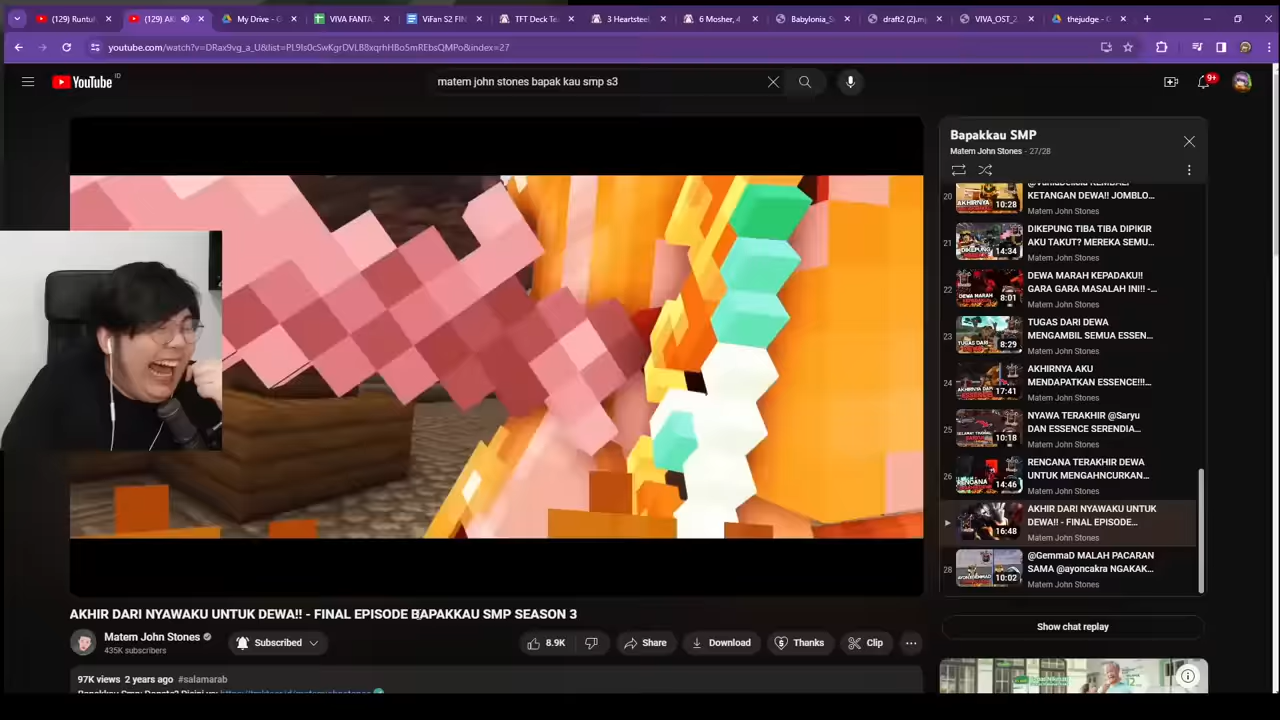 (129) Runtu
(129) AK
My Drive - G
VIVA FANTA
ViFan S2 FIN
TFT Deck Te
3 Heartsteel
6 Mosher, 4
Babylonia_S
draft2 (2).m
VIVA_OST_2
thejudge - G
youtube.com/watch?v=DRax9vg_a_U&list=PL9Is0cSwKgrDVLB8xqrhHBo5mREbsQMPo&index=27
YouTube ID
matem john stones bapak kau smp s3
9+
Bapakkau SMP
Matem John Stones - 27/28
20
KETANGAN DEWA!! JOMBLO...
10:28
Matem John Stones
21
DIKEPUNG TIBA TIBA DIPIKIR
AKU TAKUT? MEREKA SEMU...
14:34
Matem John Stones
22
DEWA MARAH KEPADAKU!!
GARA GARA MASALAH INI!! -...
8:01
Matem John Stones
23
TUGAS DARI DEWA
MENGAMBIL SEMUA ESSEN...
8:29
Matem John Stones
24
AKHIRNYA AKU
MENDAPATKAN ESSENCE!!!...
17:41
Matem John Stones
25
NYAWA TERAKHIR @Saryu
DAN ESSENCE SERENDIA...
10:18
Matem John Stones
26
RENCANA TERAKHIR DEWA
UNTUK MENGAHNCURKAN...
14:46
Matem John Stones
AKHIR DARI NYAWAKU UNTUK
DEWA!! - FINAL EPISODE...
16:48
Matem John Stones
28
@GemmaD MALAH PACARAN
SAMA @ayoncakra NGAKAK...
10:02
Matem John Stones
AKHIR DARI NYAWAKU UNTUK DEWA!! - FINAL EPISODE BAPAKKAU SMP SEASON 3
Matem John Stones
435K subscribers
Subscribed
8.9K
Share
Download
Thanks
Clip
Show chat replay
97K views 2 years ago #salamarab